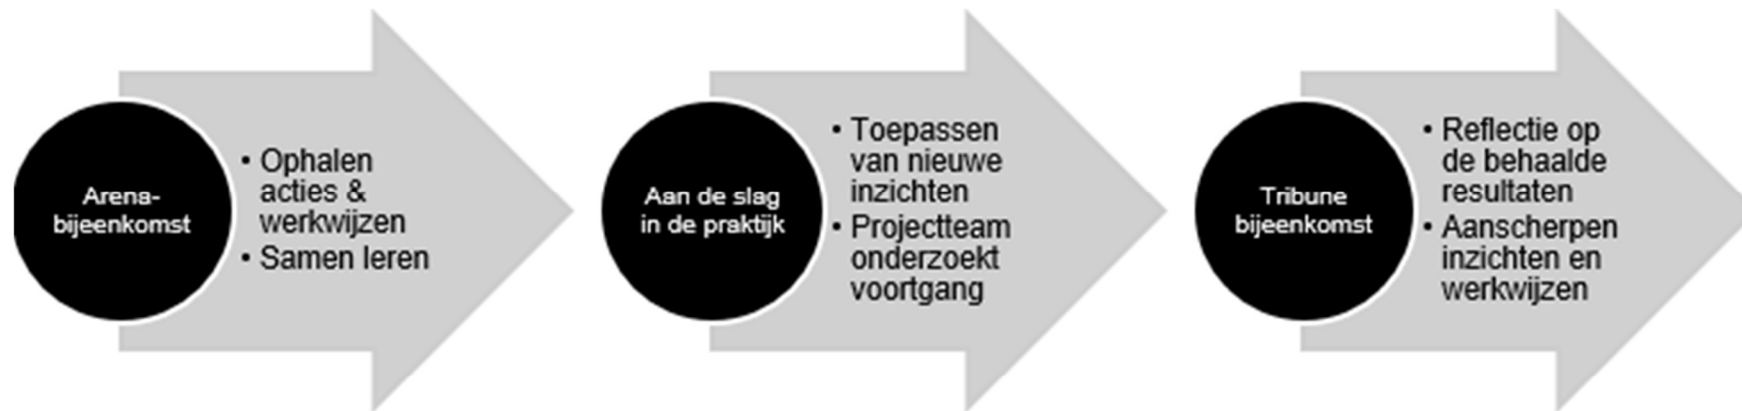 Arena-
bijeenkomst
• Ophalen
acties &
werkwijzen
• Samen leren
Aan de slag
in de praktijk
• Toepassen
van nieuwe
inzichten
• Projectteam
onderzoekt
voortgang
Tribune
bijeenkomst
• Reflectie op
de behaalde
resultaten
• Aanscherpen
inzichten en
werkwijzen